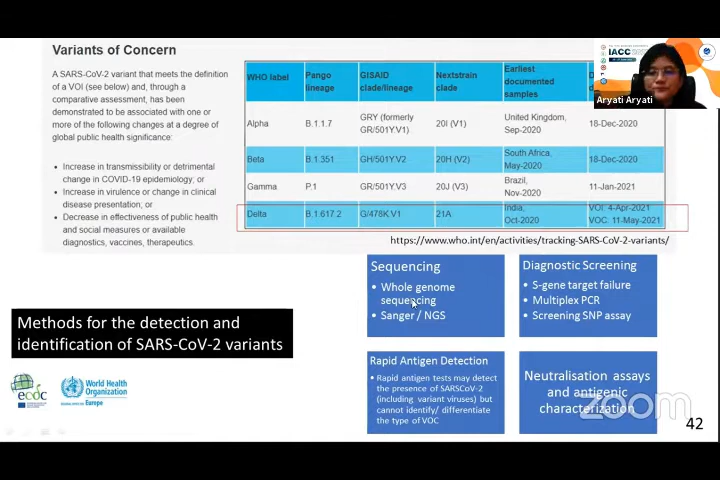 Variants of Concern
A SARS-CoV-2 variant that meets the definition
of a VOI (see below) and, through a
comparative assessment, has been
demonstrated to be associated with one or
more of the following changes at a degree of
global public health significance:
• Increase in transmissibility or detrimental
change in COVID-19 epidemiology; or
• Increase in virulence or change in clinical
disease presentation; or
• Decrease in effectiveness of public health
and social measures or available
diagnostics, vaccines, therapeutics.
WHO label
Pango
lineage
GISAID
clade/lineage
Nextstrain
clade
Earliest
documented
samples
Alpha
B.1.1.7
GRY (formerly
GR/501Y.V1)
20I (V1)
United Kingdom,
Sep-2020
18-Dec-2020
Beta
B.1.351
GH/501Y.V2
20H (V2)
South Africa,
May-2020
18-Dec-2020
Gamma
P.1
GR/501Y.V3
20J (V3)
Brazil,
Nov-2020
11-Jan-2021
Delta
B.1.617.2
G/478K.V1
21A
India,
Oct-2020
VOI: 4-Apr-2021
VOC: 11-May-2021
https://www.who.int/en/activities/tracking-SARS-CoV-2-variants/
IACC
Aryati Aryati
Methods for the detection and
identification of SARS-CoV-2 variants
ecdc
World Health
Organization
Europe
Sequencing
• Whole genome
sequencing
• Sanger / NGS
Diagnostic Screening
• S-gene target failure
• Multiplex PCR
• Screening SNP assay
Rapid Antigen Detection
• Rapid antigen tests may detect
the presence of SARSCoV-2
(including variant viruses) but
cannot identify/ differentiate
the type of VOC
Neutralisation assays
and antigenic
characterization
zoom
42